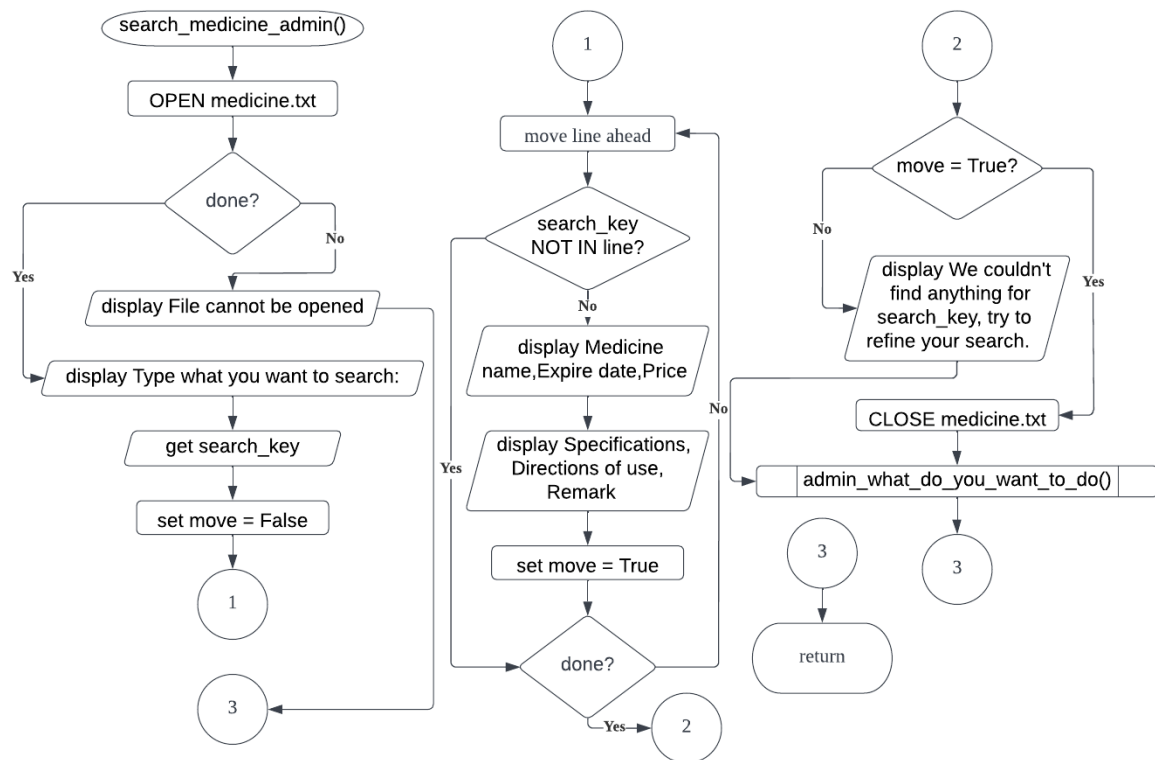 search_medicine_admin()
OPEN medicine.txt
done?
No
Yes
display File cannot be opened
display Type what you want to search:
get search_key
set move = False
1
3
1
move line ahead
search_key
NOT IN line?
No
display Medicine
name,Expire date,Price
Yes
display Specifications,
Directions of use,
Remark
set move = True
done?
No
Yes
2
2
move = True?
No
Yes
display We couldn't
find anything for
search_key, try to
refine your search.
CLOSE medicine.txt
admin_what_do_you_want_to_do()
3
3
return